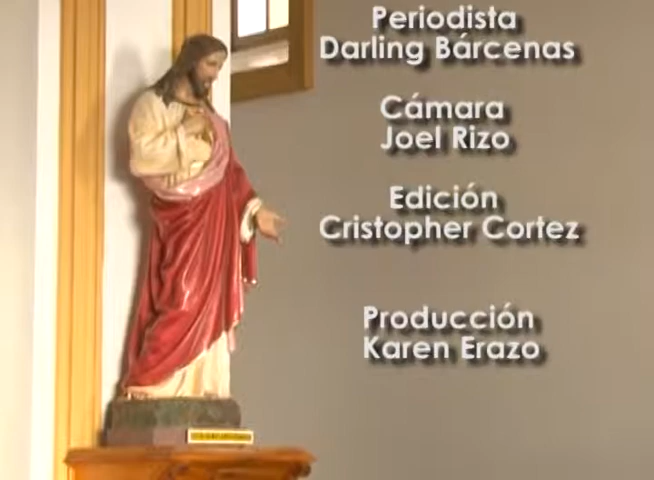 Periodista
Darling Bárcenas
Cámara
Joel Rizo
Edición
Cristopher Cortez
Producción
Karen Erazo